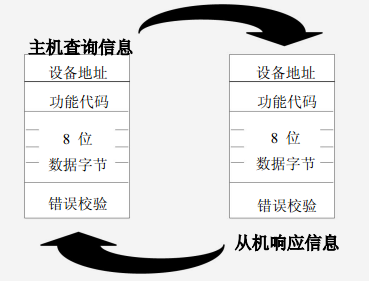 主机查询信息
设备地址
功能代码
8 位
数据字节
错误校验
设备地址
功能代码
8 位
数据字节
错误校验
从机响应信息